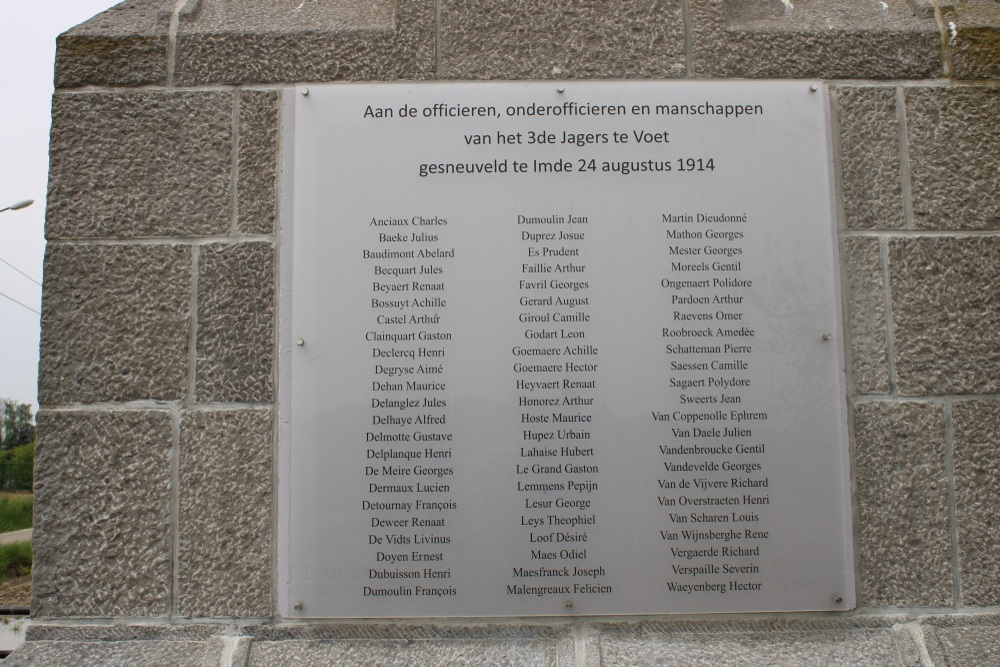 Aan de officieren, onderofficieren en manschappen
van het 3de Jagers te Voet
gesneuveld te Imde 24 augustus 1914
Anciaux Charles
Baeke Julius
Baudimont Abelard
Becquart Jules
Beyaert Renaat
Bossuyt Achille
Castel Arthur
Clainquart Gaston
Declercq Henri
Degryse Aimé
Dehan Maurice
Delanglez Jules
Delhaye Alfred
Delmotte Gustave
Delplanque Henri
De Meire Georges
Dermaux Lucien
Detournay François
Deweer Renaat
De Vidts Livinus
Doyen Ernest
Dubuisson Henri
Dumoulin François
Dumoulin Jean
Duprez Josue
Es Prudent
Faillie Arthur
Favril Georges
Gerard August
Giroul Camille
Godart Leon
Goemaere Achille
Goemaere Hector
Heyvaert Renaat
Honorez Arthur
Hoste Maurice
Hupez Urbain
Lahaise Hubert
Le Grand Gaston
Lemmens Pepijn
Lesur George
Leys Theophiel
Loof Désiré
Maes Odiel
Maesfranck Joseph
Malengreaux Felicien
Martin Dieudonné
Mathon Georges
Mester Georges
Moreels Gentil
Ongenaert Polidore
Pardoen Arthur
Raevens Omer
Roobroeck Amedée
Schatteman Pierre
Saessen Camille
Sagaert Polydore
Sweerts Jean
Van Coppenolle Ephrem
Van Daele Julien
Vandenbroucke Gentil
Vandevelde Georges
Van de Vijvere Richard
Van Overstraeten Henri
Van Scharen Louis
Van Wijnsberghe Rene
Vergaerde Richard
Verspaille Severin
Waeyenberg Hector